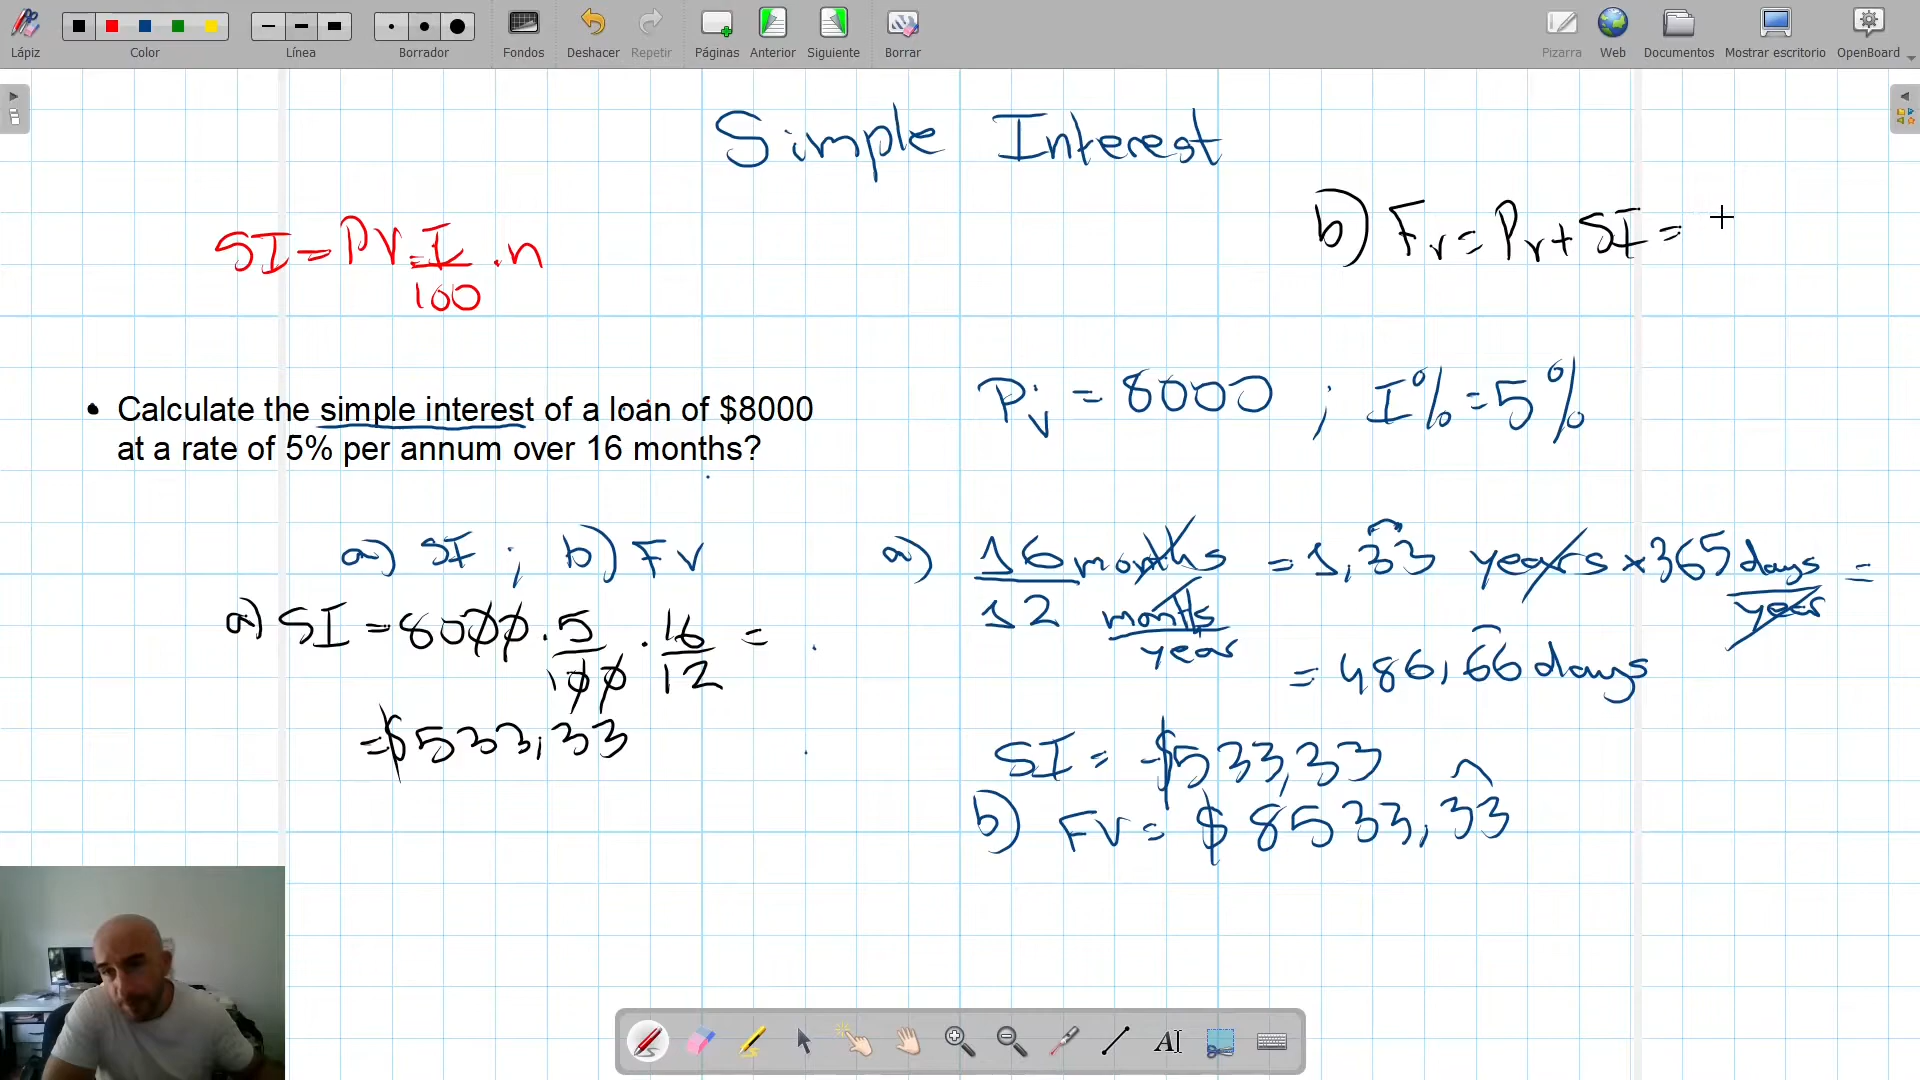 Lápiz Color Línea Borrador Fondos Deshacer Repetir Páginas Anterior Siguiente Borrar Pizarra Web Documentos Mostrar escritorio OpenBoard
Simple Interest
SI = PV · I/100 · n
b) Fv = Pv + SI =
• Calculate the simple interest of a loan of $8000
at a rate of 5% per annum over 16 months?
Pv = 8000 ; I% = 5%
a) SI ; b) FV
a) SI = 8000 · 5/100 · 16/12 =
= $533,33
a) 16 months / 12 months/year = 1,33 years × 365 days/year =
= 486,66 days
SI = $533,33
b) FV = $ 8533,33
AI